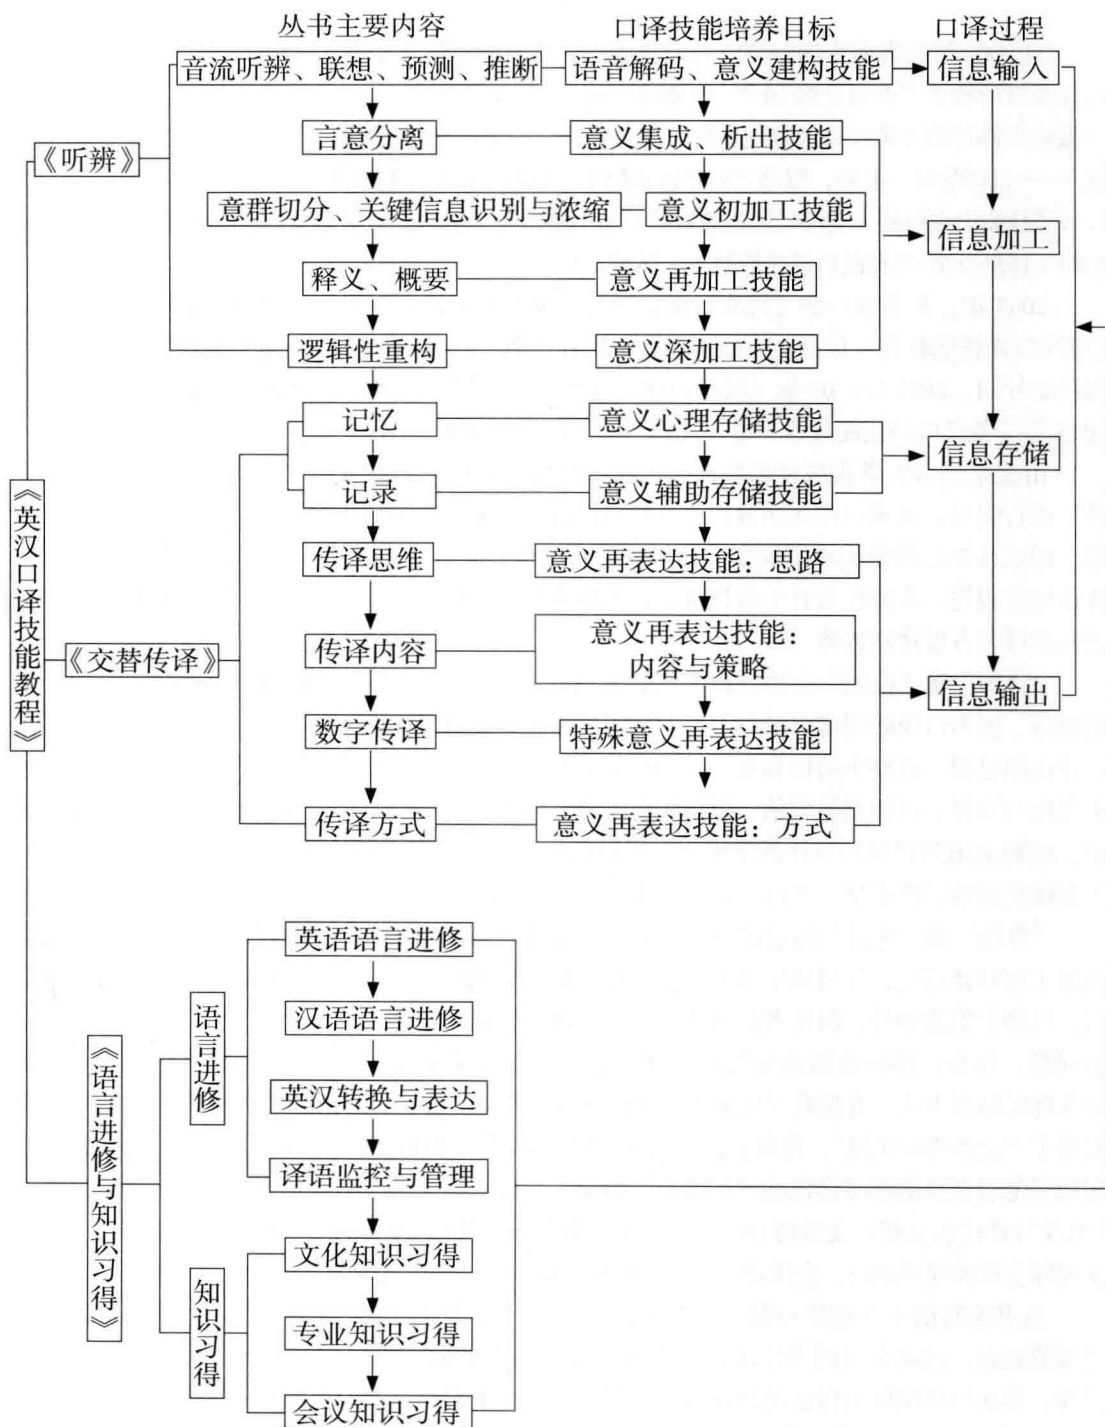 丛书主要内容 口译技能培养目标 口译过程
音流听辨、联想、预测、推断 语音解码、意义建构技能 信息输入
言意分离 意义集成、析出技能
《听辨》
意群切分、关键信息识别与浓缩 意义初加工技能
信息加工
释义、概要 意义再加工技能
逻辑性重构 意义深加工技能
记忆 意义心理存储技能
信息存储
记录 意义辅助存储技能
《英汉口译技能教程》
传译思维 意义再表达技能：思路
《交替传译》
传译内容 意义再表达技能：
内容与策略
信息输出
数字传译 特殊意义再表达技能
传译方式 意义再表达技能：方式
《语言进修与知识习得》
语言进修
英语语言进修
汉语语言进修
英汉转换与表达
译语监控与管理
知识习得
文化知识习得
专业知识习得
会议知识习得